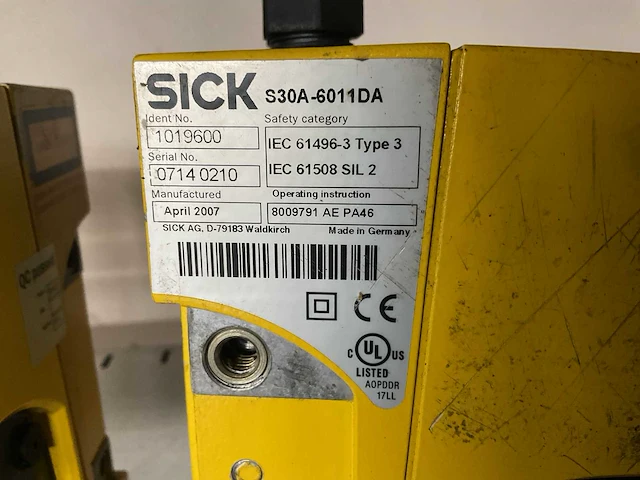 SICK S30A-6011DA
Ident No. Safety category
1019600
IEC 61496-3 Type 3
Serial No.
0714 0210
IEC 61508 SIL 2
Manufactured Operating instruction
April 2007 8009791 AE PA46
SICK AG, D-79183 Waldkirch Made in Germany
CE
C UL US
LISTED
AOPDDR
17LL